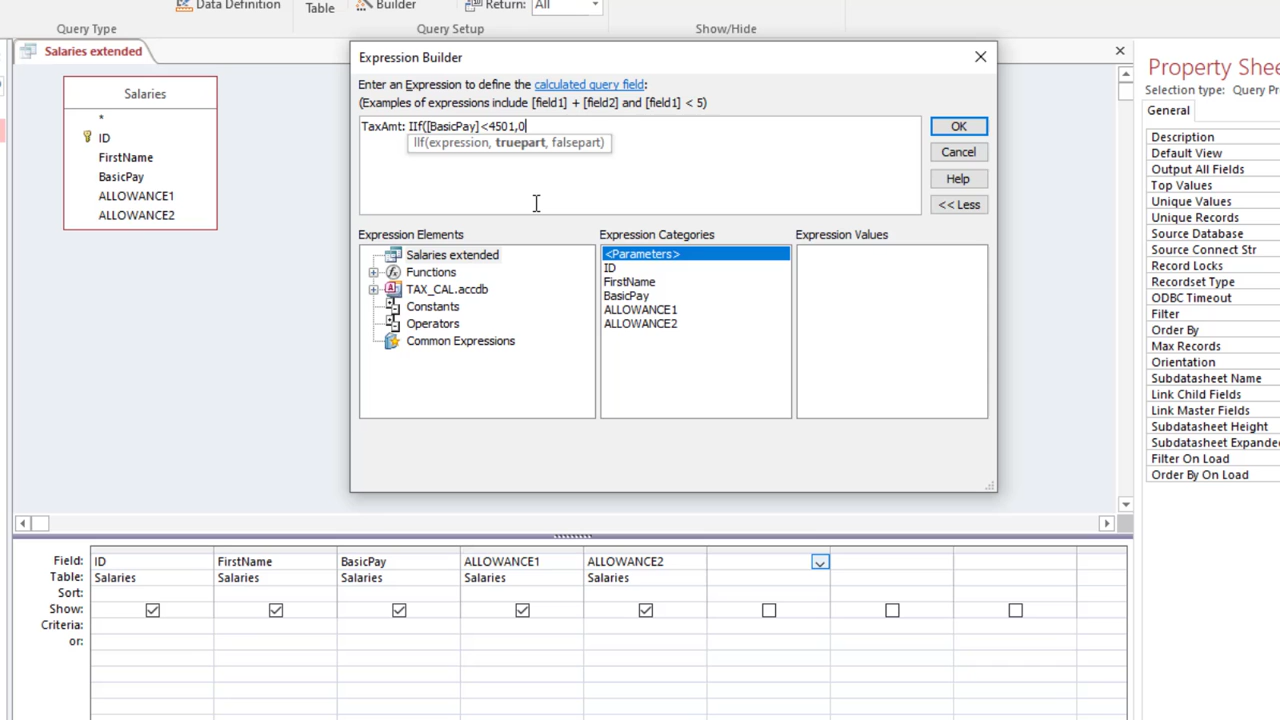 Data Definition
Table
Builder
Return: All
Query Type
Query Setup
Show/Hide
Salaries extended
Salaries
*
ID
FirstName
BasicPay
ALLOWANCE1
ALLOWANCE2
Expression Builder
Enter an Expression to define the calculated query field:
(Examples of expressions include [field1] + [field2] and [field1] < 5)
TaxAmt: IIf([BasicPay]<4501,0
IIf(expression, truepart, falsepart)
OK
Cancel
Help
<< Less
Expression Elements
Salaries extended
Functions
TAX_CAL.accdb
Constants
Operators
Common Expressions
Expression Categories
<Parameters>
ID
FirstName
BasicPay
ALLOWANCE1
ALLOWANCE2
Expression Values
Property Shee
Selection type: Query Pr
General
Description
Default View
Output All Fields
Top Values
Unique Values
Unique Records
Source Database
Source Connect Str
Record Locks
Recordset Type
ODBC Timeout
Filter
Order By
Max Records
Orientation
Subdatasheet Name
Link Child Fields
Link Master Fields
Subdatasheet Height
Subdatasheet Expande
Filter On Load
Order By On Load
Field: ID FirstName BasicPay ALLOWANCE1 ALLOWANCE2
Table: Salaries Salaries Salaries Salaries Salaries
Sort:
Show:
Criteria:
or: